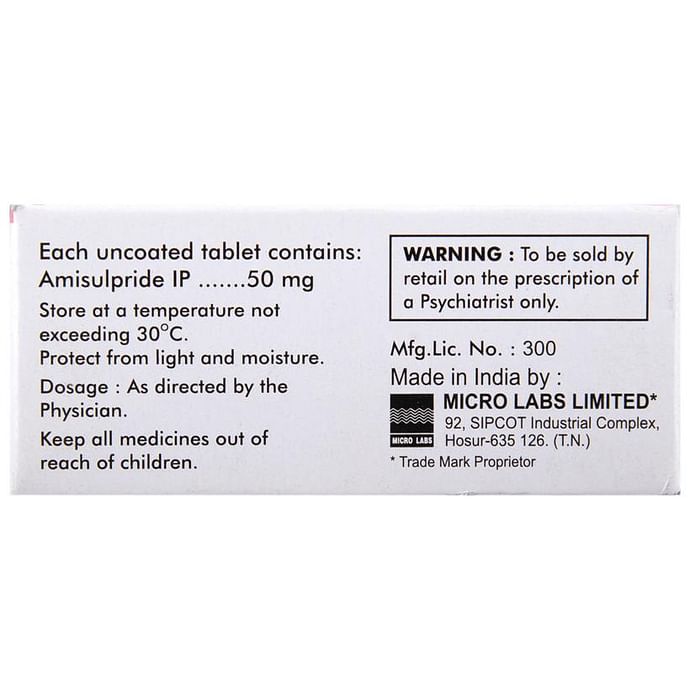 Each uncoated tablet contains:
Amisulpride IP .......50 mg
Store at a temperature not
exceeding 30°C.
Protect from light and moisture.
Dosage : As directed by the
Physician.
Keep all medicines out of
reach of children.
WARNING : To be sold by
retail on the prescription of
a Psychiatrist only.
Mfg.Lic. No. : 300
Made in India by :
MICRO LABS LIMITED*
92, SIPCOT Industrial Complex,
Hosur-635 126. (T.N.)
MICRO LABS
* Trade Mark Proprietor